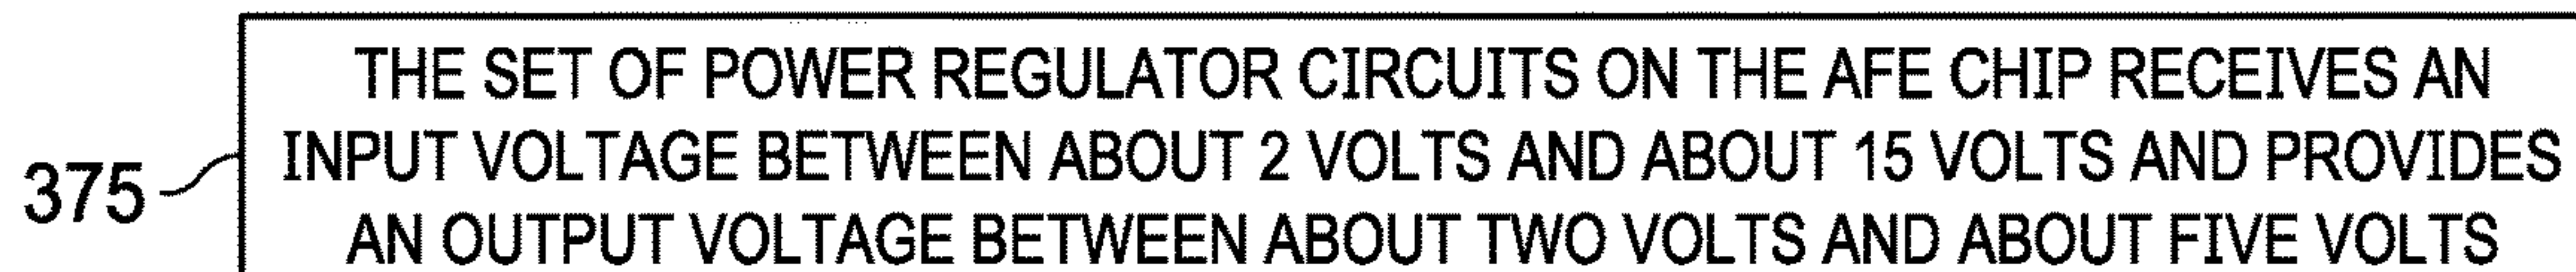 THE SET OF POWER REGULATOR CIRCUITS ON THE AFE CHIP RECEIVES AN
375 INPUT VOLTAGE BETWEEN ABOUT 2 VOLTS AND ABOUT 15 VOLTS AND PROVIDES
AN OUTPUT VOLTAGE BETWEEN ABOUT TWO VOLTS AND ABOUT FIVE VOLTS